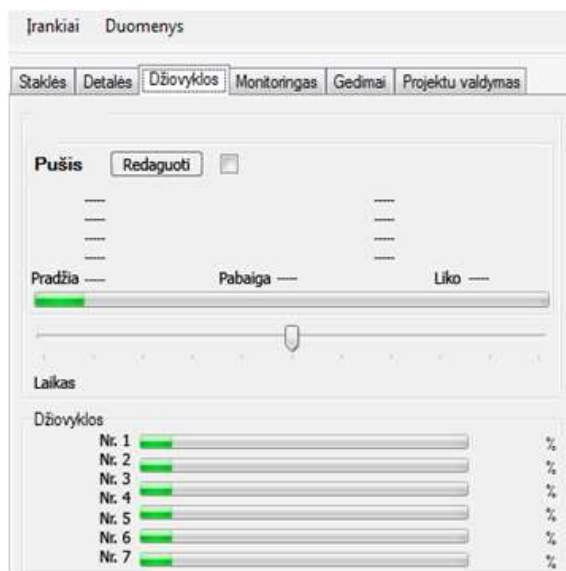 Įrankiai Duomenys
Staklės Detalės Džiovyklos Monitoringas Gedimai Projektu valdymas
Pušis Redaguoti
---- ----
---- ----
---- ----
---- ----
Pradžia ---- Pabaiga ---- Liko ----
Laikas
Džiovyklos
Nr. 1 %
Nr. 2 %
Nr. 3 %
Nr. 4 %
Nr. 5 %
Nr. 6 %
Nr. 7 %